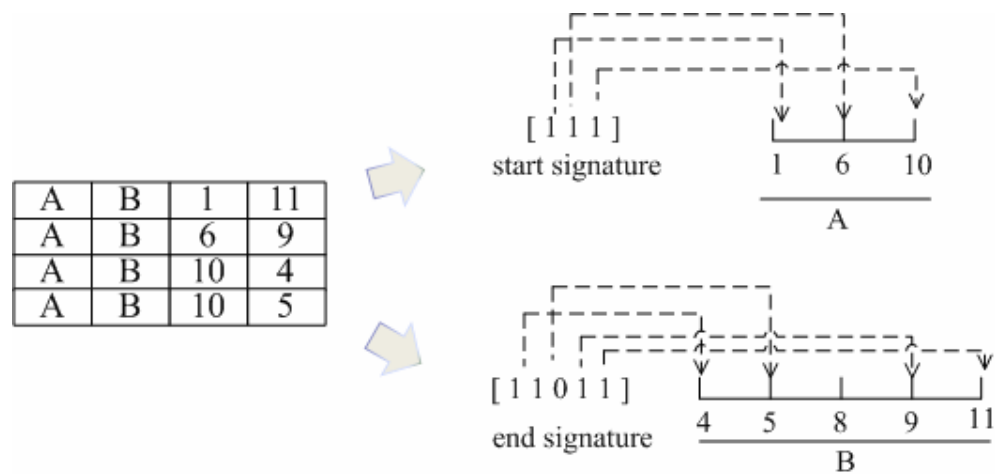 A B 1 11
A B 6 9
A B 10 4
A B 10 5
[ 1 1 1 ]
start signature
1 6 10
A
[ 1 1 0 1 1 ]
end signature
4 5 8 9 11
B